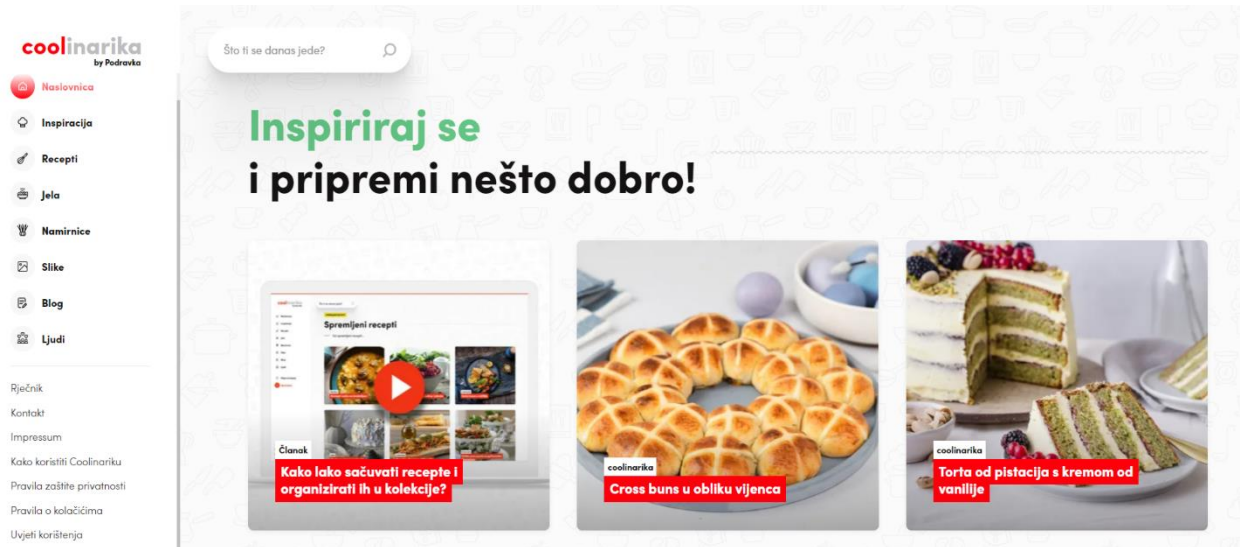 coolinarika
by Podravka
Naslovnica
Inspiracija
Recepti
Jela
Namirnice
Slike
Blog
Ljudi
Rječnik
Kontakt
Impressum
Kako koristiti Coolinariku
Pravila zaštite privatnosti
Pravila o kolačićima
Uvjeti korištenja
Što ti se danas jede?
Inspiriraj se
i pripremi nešto dobro!
Spremljeni recepti
Članak
Kako lako sačuvati recepte i
organizirati ih u kolekcije?
coolinarika
Cross buns u obliku vijenca
coolinarika
Torta od pistacija s kremom od
vanilije